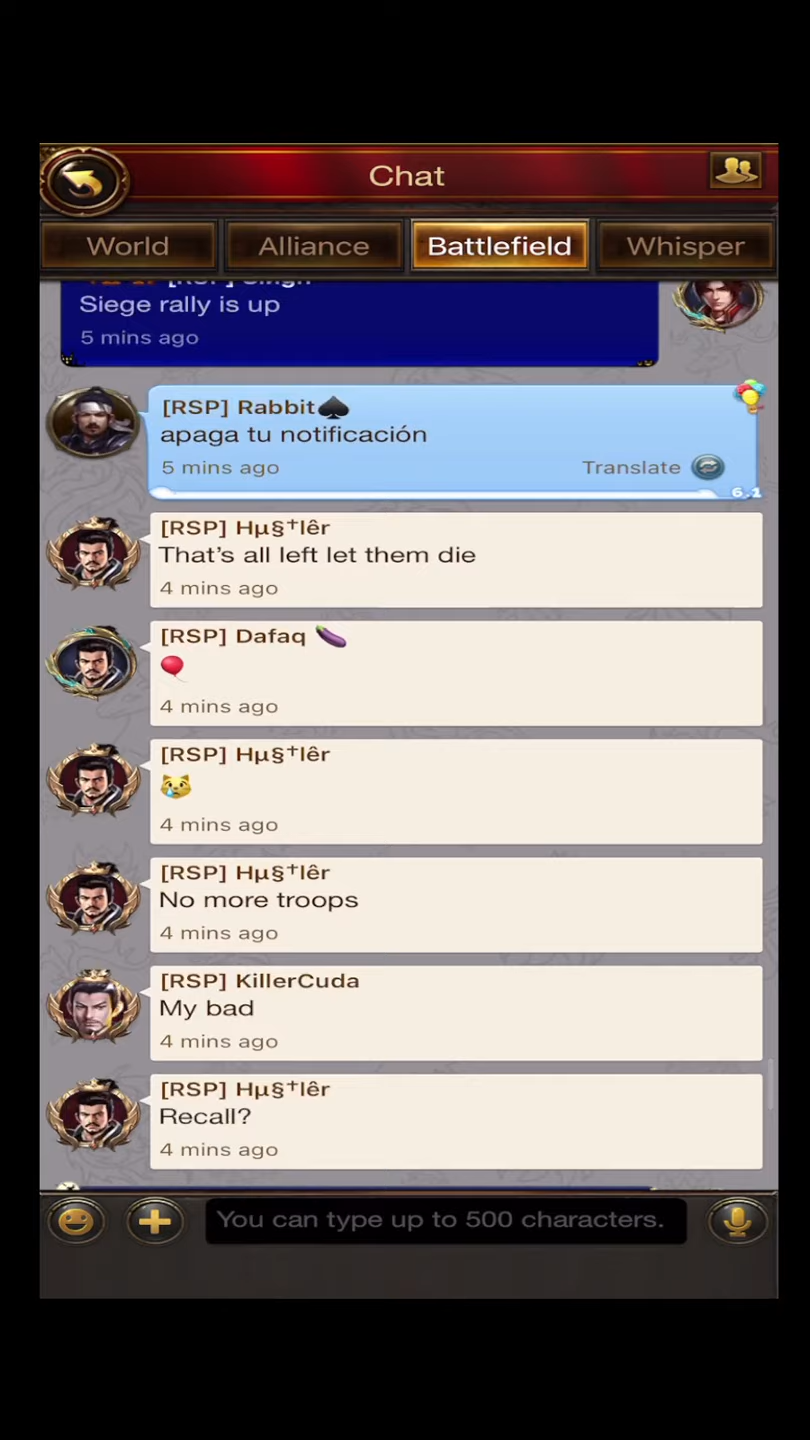 Chat
World
Alliance
Battlefield
Whisper
Siege rally is up
5 mins ago
[RSP] Rabbit♠
apaga tu notificación
5 mins ago
Translate
6.1
[RSP] Hµ§†lêr
That's all left let them die
4 mins ago
[RSP] Dafaq 🍆
🎈
4 mins ago
[RSP] Hµ§†lêr
😿
4 mins ago
[RSP] Hµ§†lêr
No more troops
4 mins ago
[RSP] KillerCuda
My bad
4 mins ago
[RSP] Hµ§†lêr
Recall?
4 mins ago
You can type up to 500 characters.